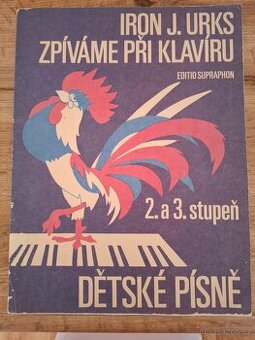 IRON J. URKS
ZPÍVÁME PŘI KLAVÍRU
EDITIO SUPRAPHON
2. a 3. stupeň
DĚTSKÉ PÍSNĚ